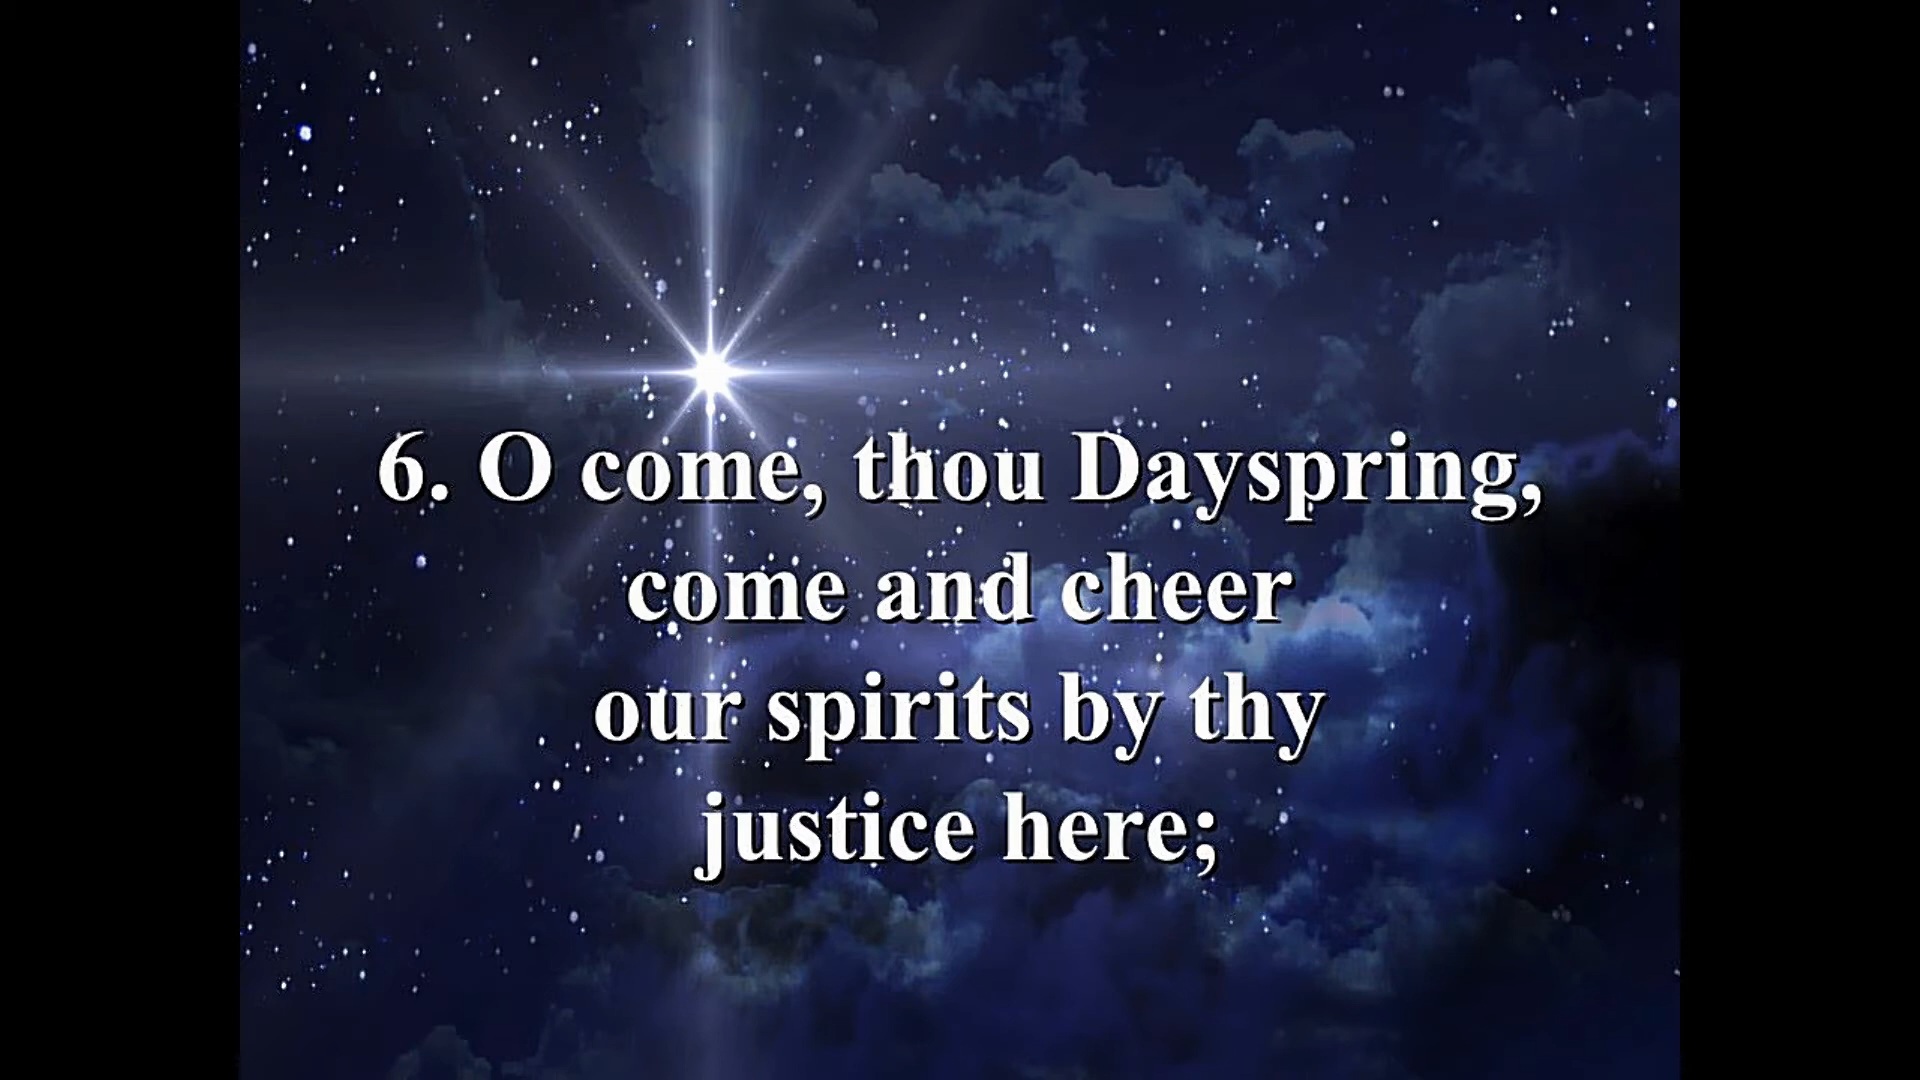 6. O come, thou Dayspring,
come and cheer
our spirits by thy
justice here;